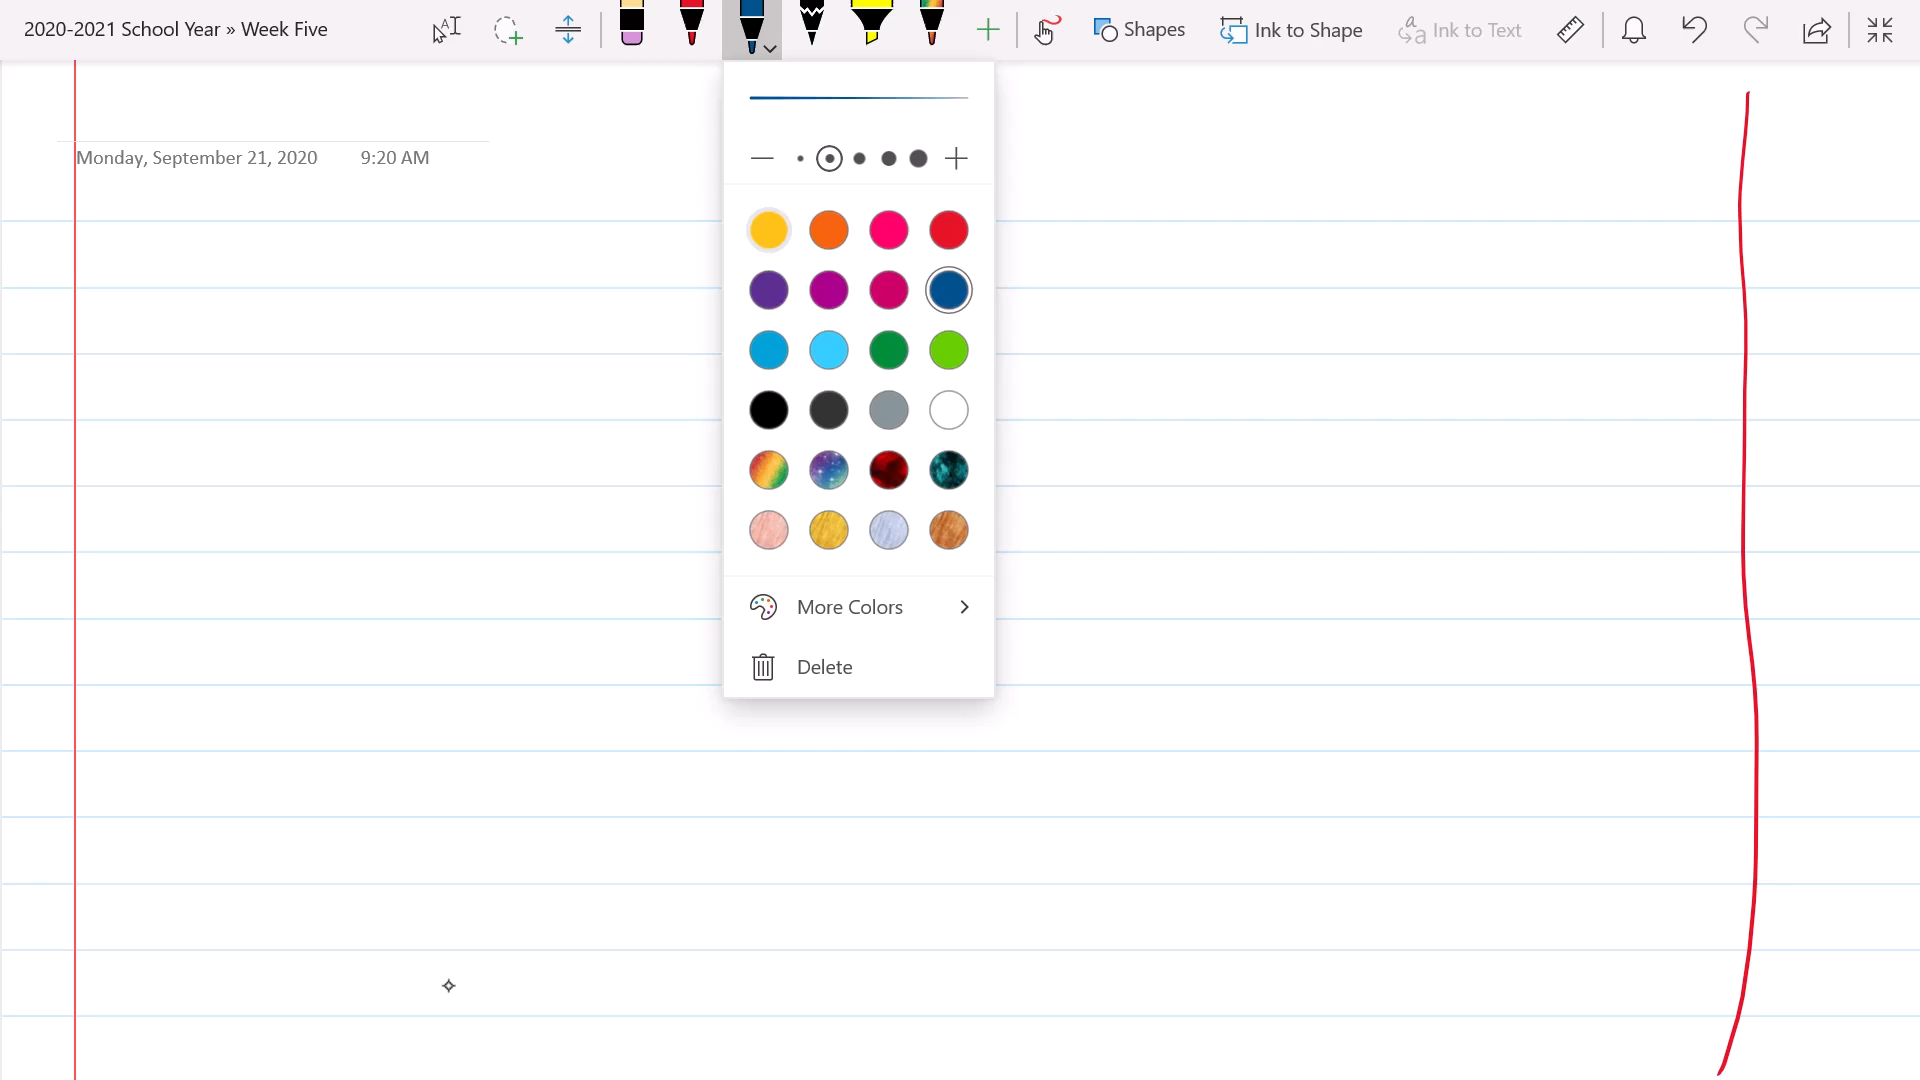 2020-2021 School Year » Week Five
Shapes
Ink to Shape
Ink to Text
Monday, September 21, 2020 9:20 AM
More Colors
Delete